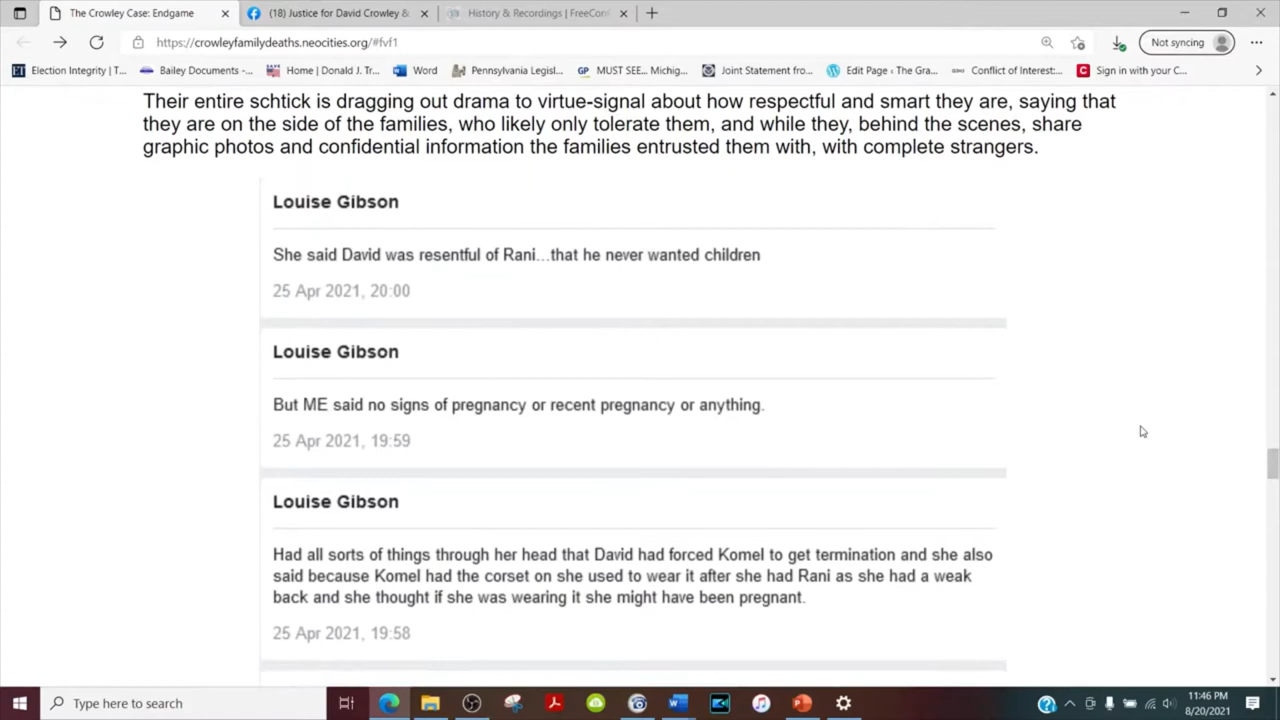 The Crowley Case: Endgame
(18) Justice for David Crowley &
History & Recordings | FreeConf
https://crowleyfamilydeaths.neocities.org/#fvf1
Not syncing
Election Integrity | T...
Bailey Documents -...
Home | Donald J. Tr...
Word
Pennsylvania Legisl...
MUST SEE... Michig...
Joint Statement fro...
Edit Page ‹ The Gra...
Conflict of Interest:...
Sign in with your C...
Their entire schtick is dragging out drama to virtue-signal about how respectful and smart they are, saying that
they are on the side of the families, who likely only tolerate them, and while they, behind the scenes, share
graphic photos and confidential information the families entrusted them with, with complete strangers.
Louise Gibson
She said David was resentful of Rani...that he never wanted children
25 Apr 2021, 20:00
Louise Gibson
But ME said no signs of pregnancy or recent pregnancy or anything.
25 Apr 2021, 19:59
Louise Gibson
Had all sorts of things through her head that David had forced Komel to get termination and she also
said because Komel had the corset on she used to wear it after she had Rani as she had a weak
back and she thought if she was wearing it she might have been pregnant.
25 Apr 2021, 19:58
Type here to search
11:46 PM
8/20/2021